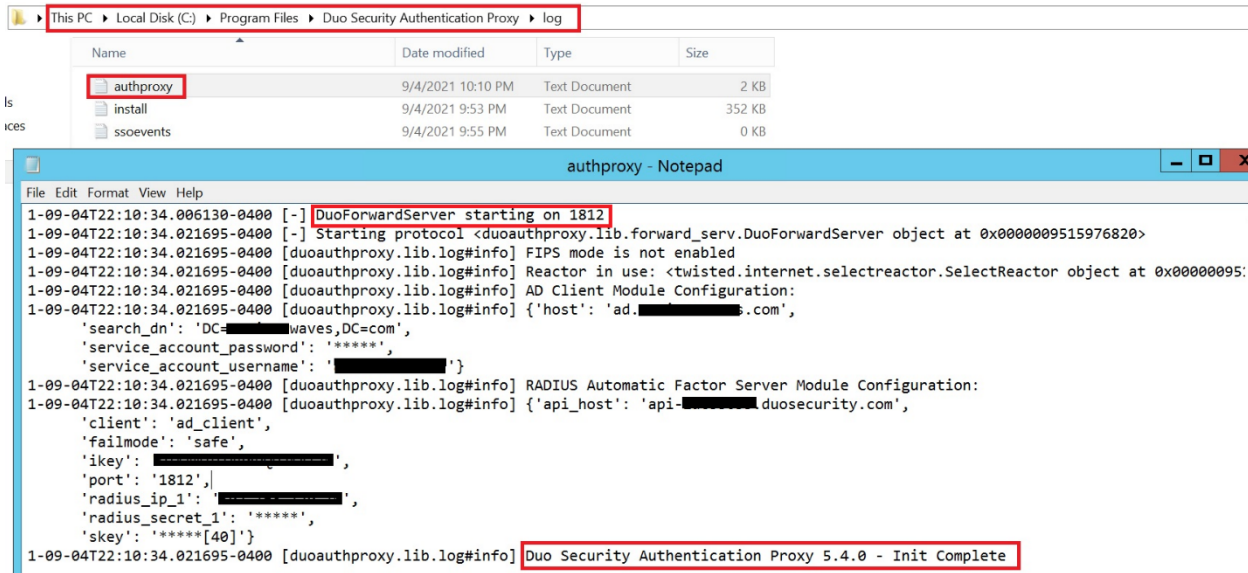 This PC ▸ Local Disk (C:) ▸ Program Files ▸ Duo Security Authentication Proxy ▸ log
Name Date modified Type Size
authproxy 9/4/2021 10:10 PM Text Document 2 KB
ls
install 9/4/2021 9:53 PM Text Document 352 KB
aces
ssoevents 9/4/2021 9:55 PM Text Document 0 KB
authproxy - Notepad
File Edit Format View Help
1-09-04T22:10:34.006130-0400 [-] DuoForwardServer starting on 1812
1-09-04T22:10:34.021695-0400 [-] Starting protocol <duoauthproxy.lib.forward_serv.DuoForwardServer object at 0x0000009515976820>
1-09-04T22:10:34.021695-0400 [duoauthproxy.lib.log#info] FIPS mode is not enabled
1-09-04T22:10:34.021695-0400 [duoauthproxy.lib.log#info] Reactor in use: <twisted.internet.selectreactor.SelectReactor object at 0x00000095
1-09-04T22:10:34.021695-0400 [duoauthproxy.lib.log#info] AD Client Module Configuration:
1-09-04T22:10:34.021695-0400 [duoauthproxy.lib.log#info] {'host': 'ad. s.com',
'search_dn': 'DC= waves,DC=com',
'service_account_password': '*****',
'service_account_username': ' '}
1-09-04T22:10:34.021695-0400 [duoauthproxy.lib.log#info] RADIUS Automatic Factor Server Module Configuration:
1-09-04T22:10:34.021695-0400 [duoauthproxy.lib.log#info] {'api_host': 'api- duosecurity.com',
'client': 'ad_client',
'failmode': 'safe',
'ikey': ',
'port': '1812',
'radius_ip_1': ' ',
'radius_secret_1': '*****',
'skey': '*****[40]'}
1-09-04T22:10:34.021695-0400 [duoauthproxy.lib.log#info] Duo Security Authentication Proxy 5.4.0 - Init Complete